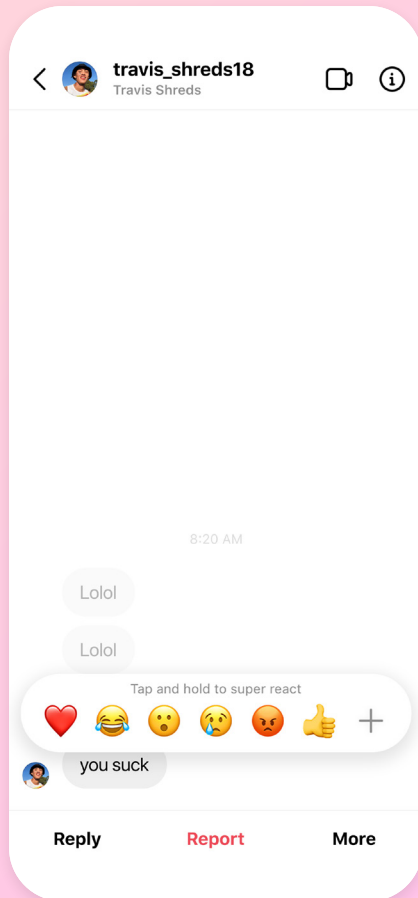 travis_shreds18
Travis Shreds
8:20 AM
Lolol
Lolol
Tap and hold to super react
you suck
Reply Report More